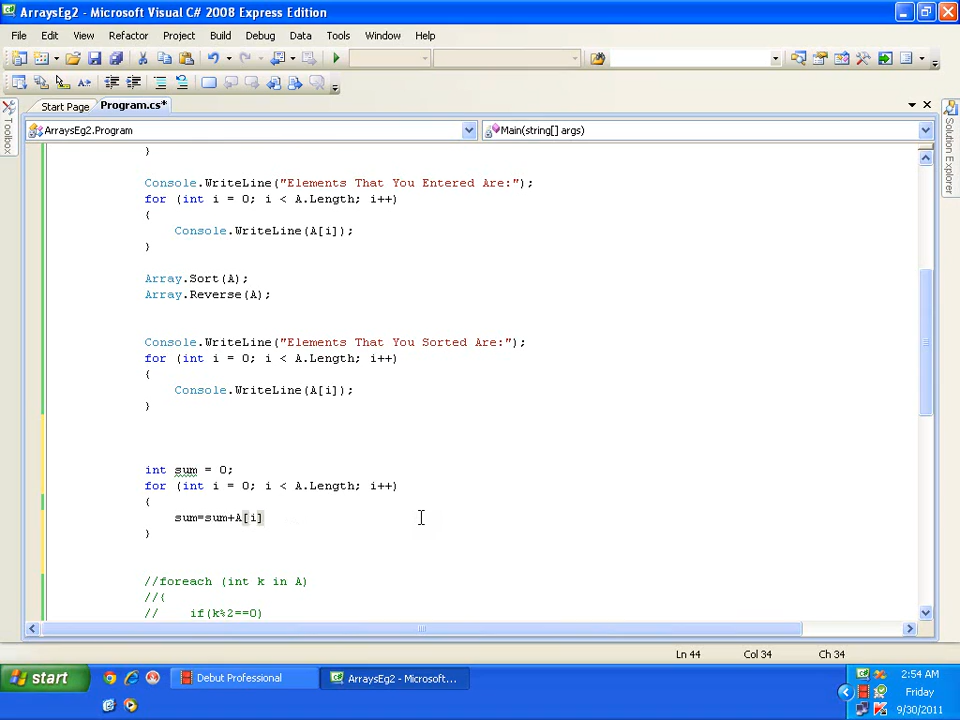 ArraysEg2 - Microsoft Visual C# 2008 Express Edition
File Edit View Refactor Project Build Debug Data Tools Window Help
Start Page Program.cs*
ArraysEg2.Program Main(string[] args)
Toolbox
Solution Explorer
}
Console.WriteLine("Elements That You Entered Are:");
for (int i = 0; i < A.Length; i++)
{
Console.WriteLine(A[i]);
}
Array.Sort(A);
Array.Reverse(A);
Console.WriteLine("Elements That You Sorted Are:");
for (int i = 0; i < A.Length; i++)
{
Console.WriteLine(A[i]);
}
int sum = 0;
for (int i = 0; i < A.Length; i++)
{
sum=sum+A[i]
}
//foreach (int k in A)
//{
// if(k%2==0)
Ln 44 Col 34 Ch 34
start Debut Professional ArraysEg2 - Microsoft... 2:54 AM
Friday
9/30/2011